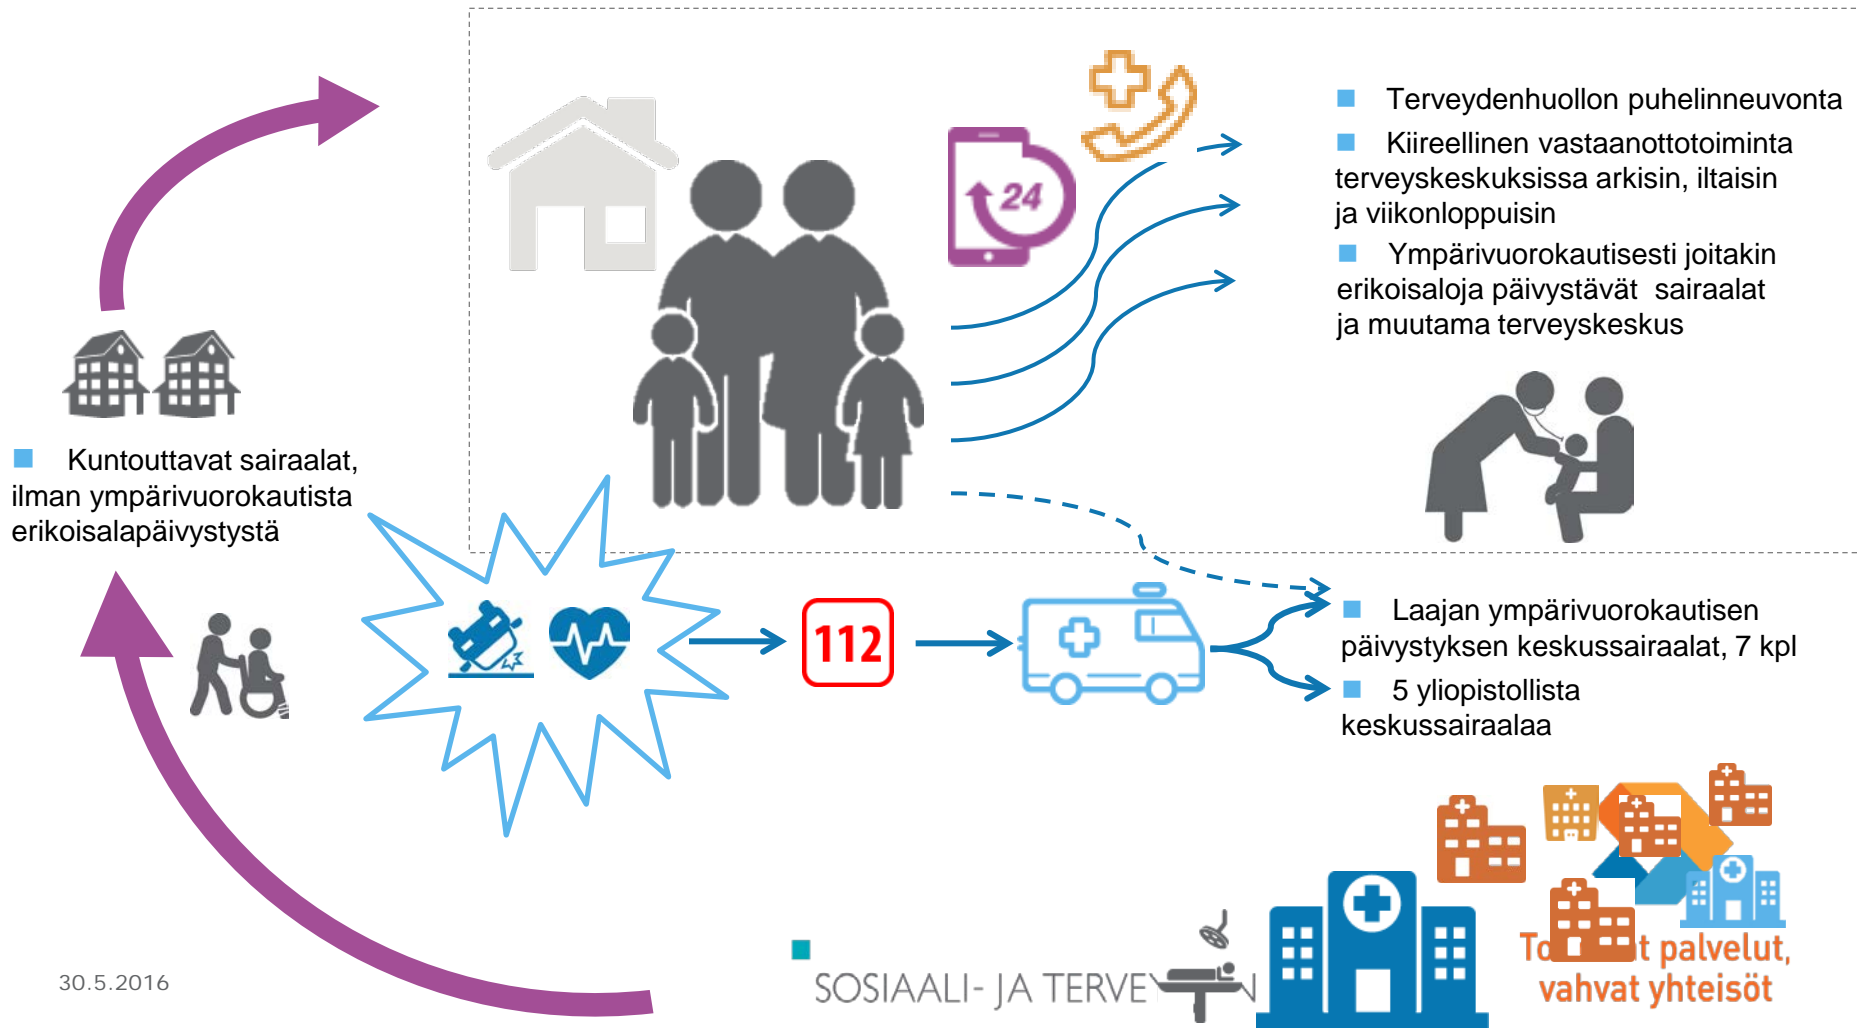 24
■ Terveydenhuollon puhelinneuvonta
■ Kiireellinen vastaanottotoiminta
terveyskeskuksissa arkisin, iltaisin
ja viikonloppuisin
■ Ympärivuorokautisesti joitakin
erikoisaloja päivystävät sairaalat
ja muutama terveyskeskus
■ Kuntouttavat sairaalat,
ilman ympärivuorokautista
erikoisalapäivystystä
112
■ Laajan ympärivuorokautisen
päivystyksen keskussairaalat, 7 kpl
■ 5 yliopistollista
keskussairaalaa
30.5.2016
SOSIAALI- JA
palvelut,
vahvat yhteisöt